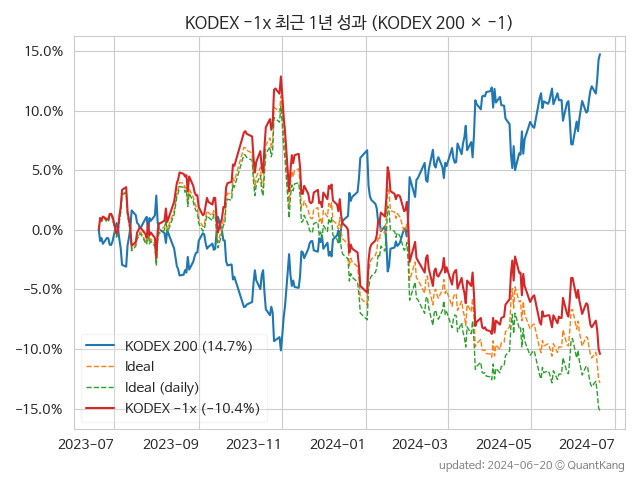 KODEX −1x 최근 1년 성과 (KODEX 200 × −1)
15.0%
10.0%
5.0%
0.0%
−5.0%
−10.0%
−15.0%
KODEX 200 (14.7%)
Ideal
Ideal (daily)
KODEX −1x (−10.4%)
2023−07 2023−09 2023−11 2024−01 2024−03 2024−05 2024−07
updated: 2024−06−20 @ QuantKang